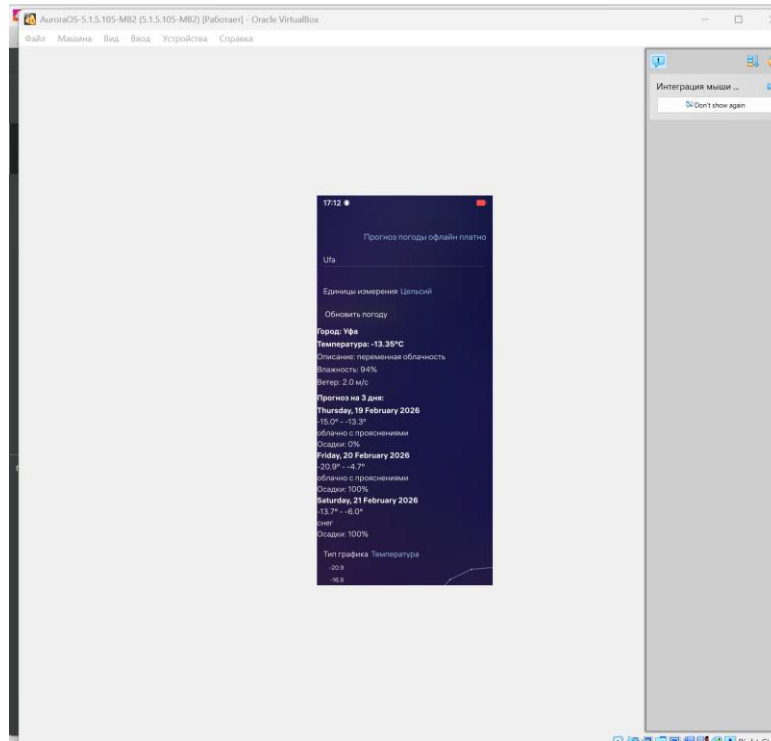 AuroraOS-5.1.5.105-MB2 (5.1.5.105-MB2) [Работает] - Oracle VirtualBox
Файл Машина Вид Ввод Устройства Справка
Интеграция мыши ...
Don't show again
17:12
Прогноз погоды офлайн платно
Ufa
Единицы измерения Цельсий
Обновить погоду
Город: Уфа
Температура: -13.35°C
Описание: переменная облачность
Влажность: 94%
Ветер: 2.0 м/с
Прогноз на 3 дня:
Thursday, 19 February 2026
-15.0° - -13.3°
облачно с прояснениями
Осадки: 0%
Friday, 20 February 2026
-20.9° - -4.7°
облачно с прояснениями
Осадки: 100%
Saturday, 21 February 2026
-13.7° - -6.0°
снег
Осадки: 100%
Тип графика Температура
-20.9
-16.8